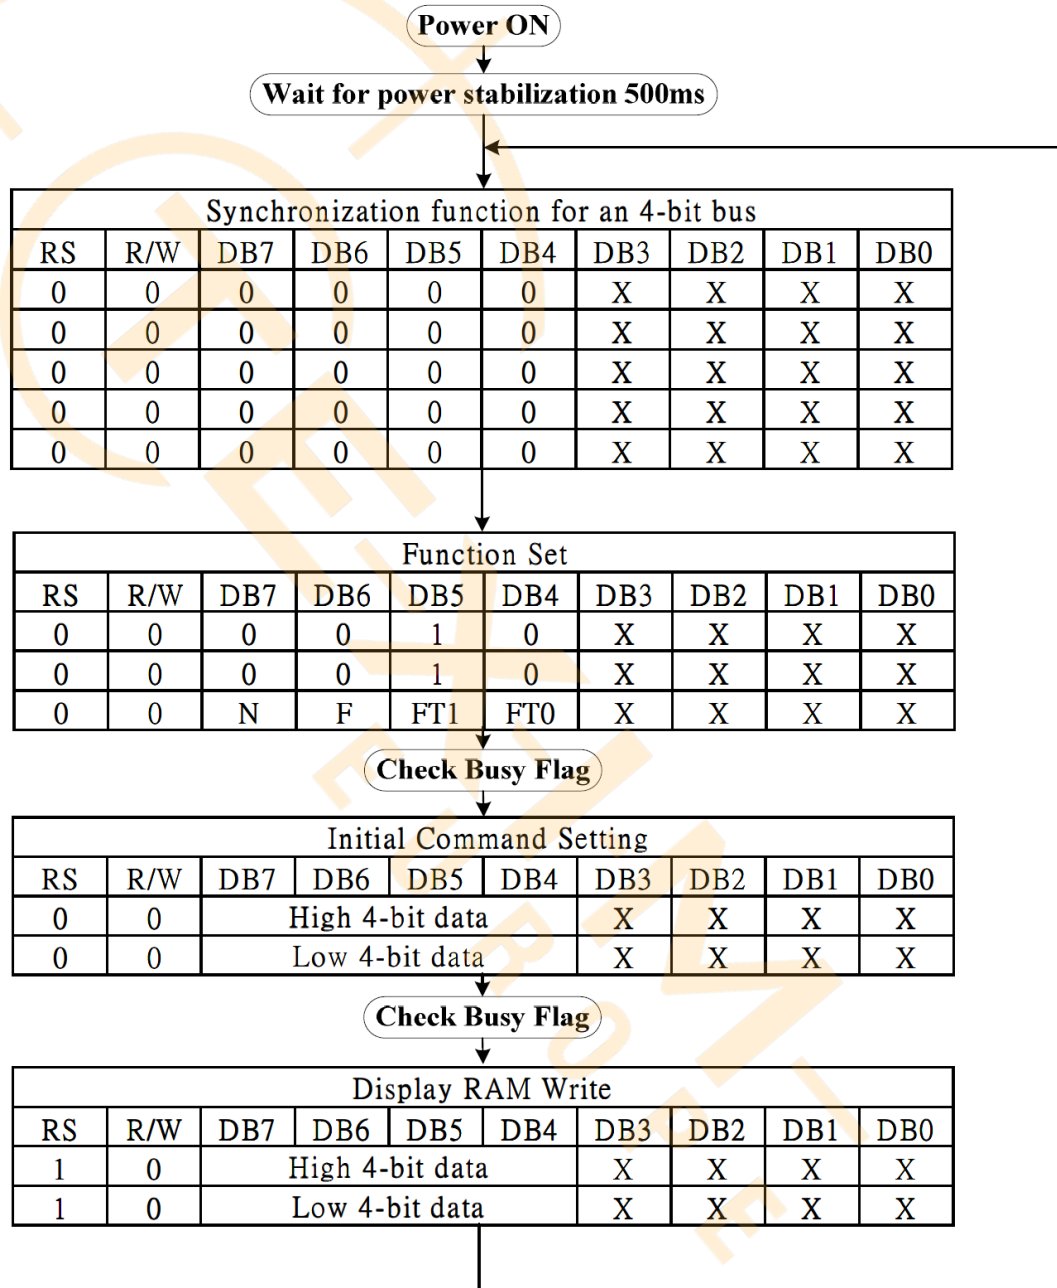 Power ON
Wait for power stabilization 500ms
Synchronization function for an 4-bit bus
RS R/W DB7 DB6 DB5 DB4 DB3 DB2 DB1 DB0
0 0 0 0 0 0 X X X X
0 0 0 0 0 0 X X X X
0 0 0 0 0 0 X X X X
0 0 0 0 0 0 X X X X
0 0 0 0 0 0 X X X X
Function Set
RS R/W DB7 DB6 DB5 DB4 DB3 DB2 DB1 DB0
0 0 0 0 1 0 X X X X
0 0 0 0 1 0 X X X X
0 0 N F FT1 FT0 X X X X
Check Busy Flag
Initial Command Setting
RS R/W DB7 DB6 DB5 DB4 DB3 DB2 DB1 DB0
0 0 High 4-bit data X X X X
0 0 Low 4-bit data X X X X
Check Busy Flag
Display RAM Write
RS R/W DB7 DB6 DB5 DB4 DB3 DB2 DB1 DB0
1 0 High 4-bit data X X X X
1 0 Low 4-bit data X X X X